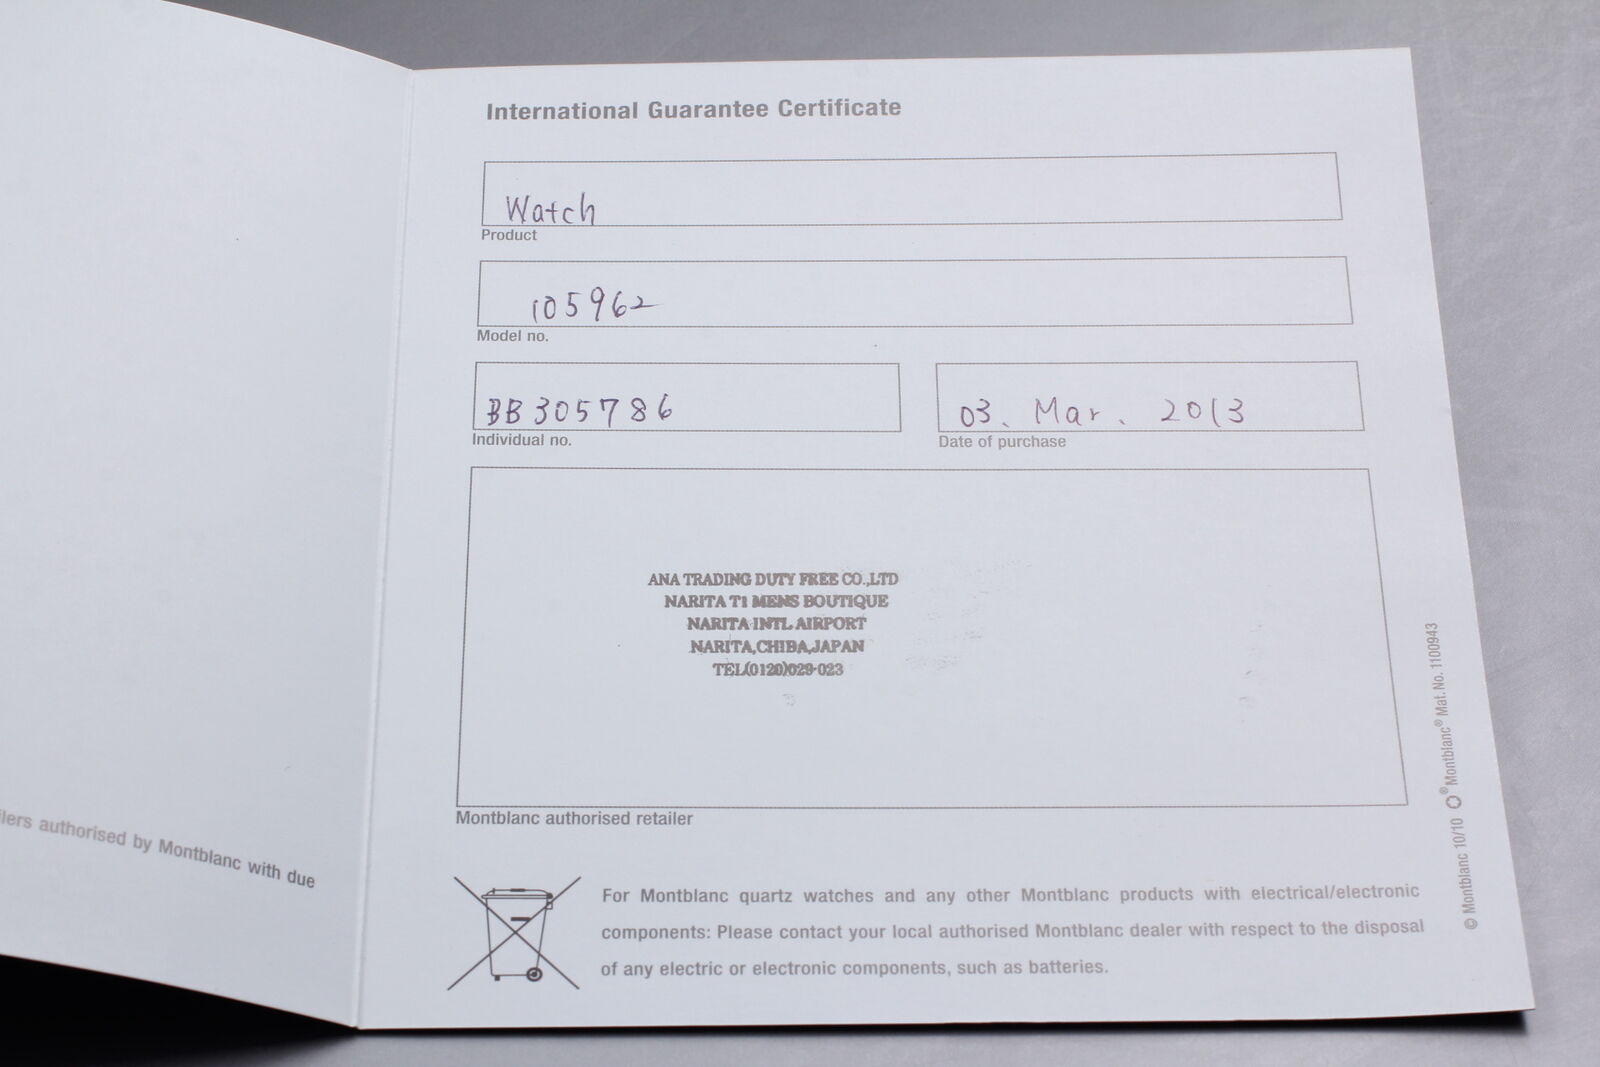 International Guarantee Certificate
Watch
Product
105962
Model no.
BB305786
Individual no.
03. Mar. 2013
Date of purchase
ANA TRADING DUTY FREE CO.,LTD
NARITA T1 MENS BOUTIQUE
NARITA INTL AIRPORT
NARITA,CHIBA,JAPAN
TEL(0120)029-023
Montblanc authorised retailer
For Montblanc quartz watches and any other Montblanc products with electrical/electronic
components: Please contact your local authorised Montblanc dealer with respect to the disposal
of any electric or electronic components, such as batteries.
© Montblanc 10/10 ® Montblanc® Mat. No. 1100943
authorised by Montblanc with due